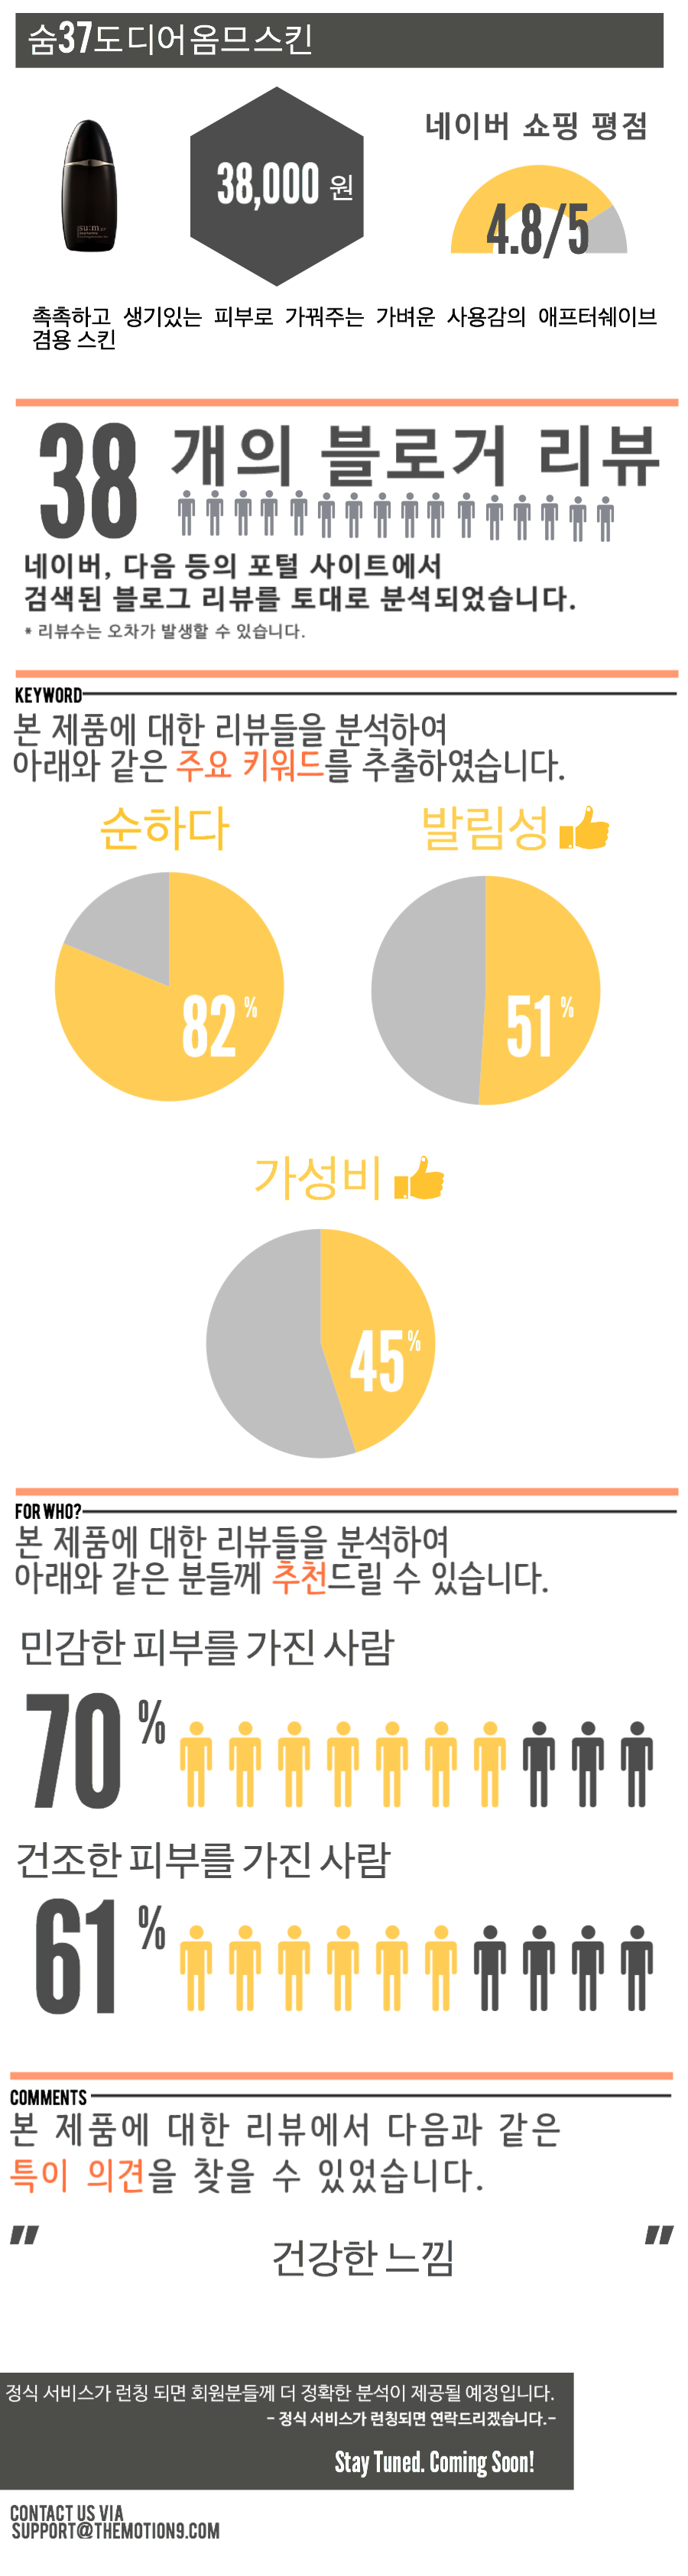 숨37도 디어 옴므 스킨
su:m37°
38,000 원
네이버 쇼핑 평점
4.8/5
촉촉하고 생기있는 피부로 가꿔주는 가벼운 사용감의 애프터쉐이브
겸용 스킨
38 개의 블로거 리뷰
네이버, 다음 등의 포털 사이트에서
검색된 블로그 리뷰를 토대로 분석되었습니다.
* 리뷰수는 오차가 발생할 수 있습니다.
KEYWORD
본 제품에 대한 리뷰들을 분석하여
아래와 같은 주요 키워드를 추출하였습니다.
순하다
발림성
82%
51%
가성비
45%
FOR WHO?
본 제품에 대한 리뷰들을 분석하여
아래와 같은 분들께 추천드릴 수 있습니다.
민감한 피부를 가진 사람
70%
건조한 피부를 가진 사람
61%
COMMENTS
본 제품에 대한 리뷰에서 다음과 같은
특이 의견을 찾을 수 있었습니다.
" 건강한 느낌 "
정식 서비스가 런칭 되면 회원분들께 더 정확한 분석이 제공될 예정입니다.
- 정식 서비스가 런칭되면 연락드리겠습니다.-
Stay Tuned. Coming Soon!
CONTACT US VIA
SUPPORT@THEMOTION9.COM